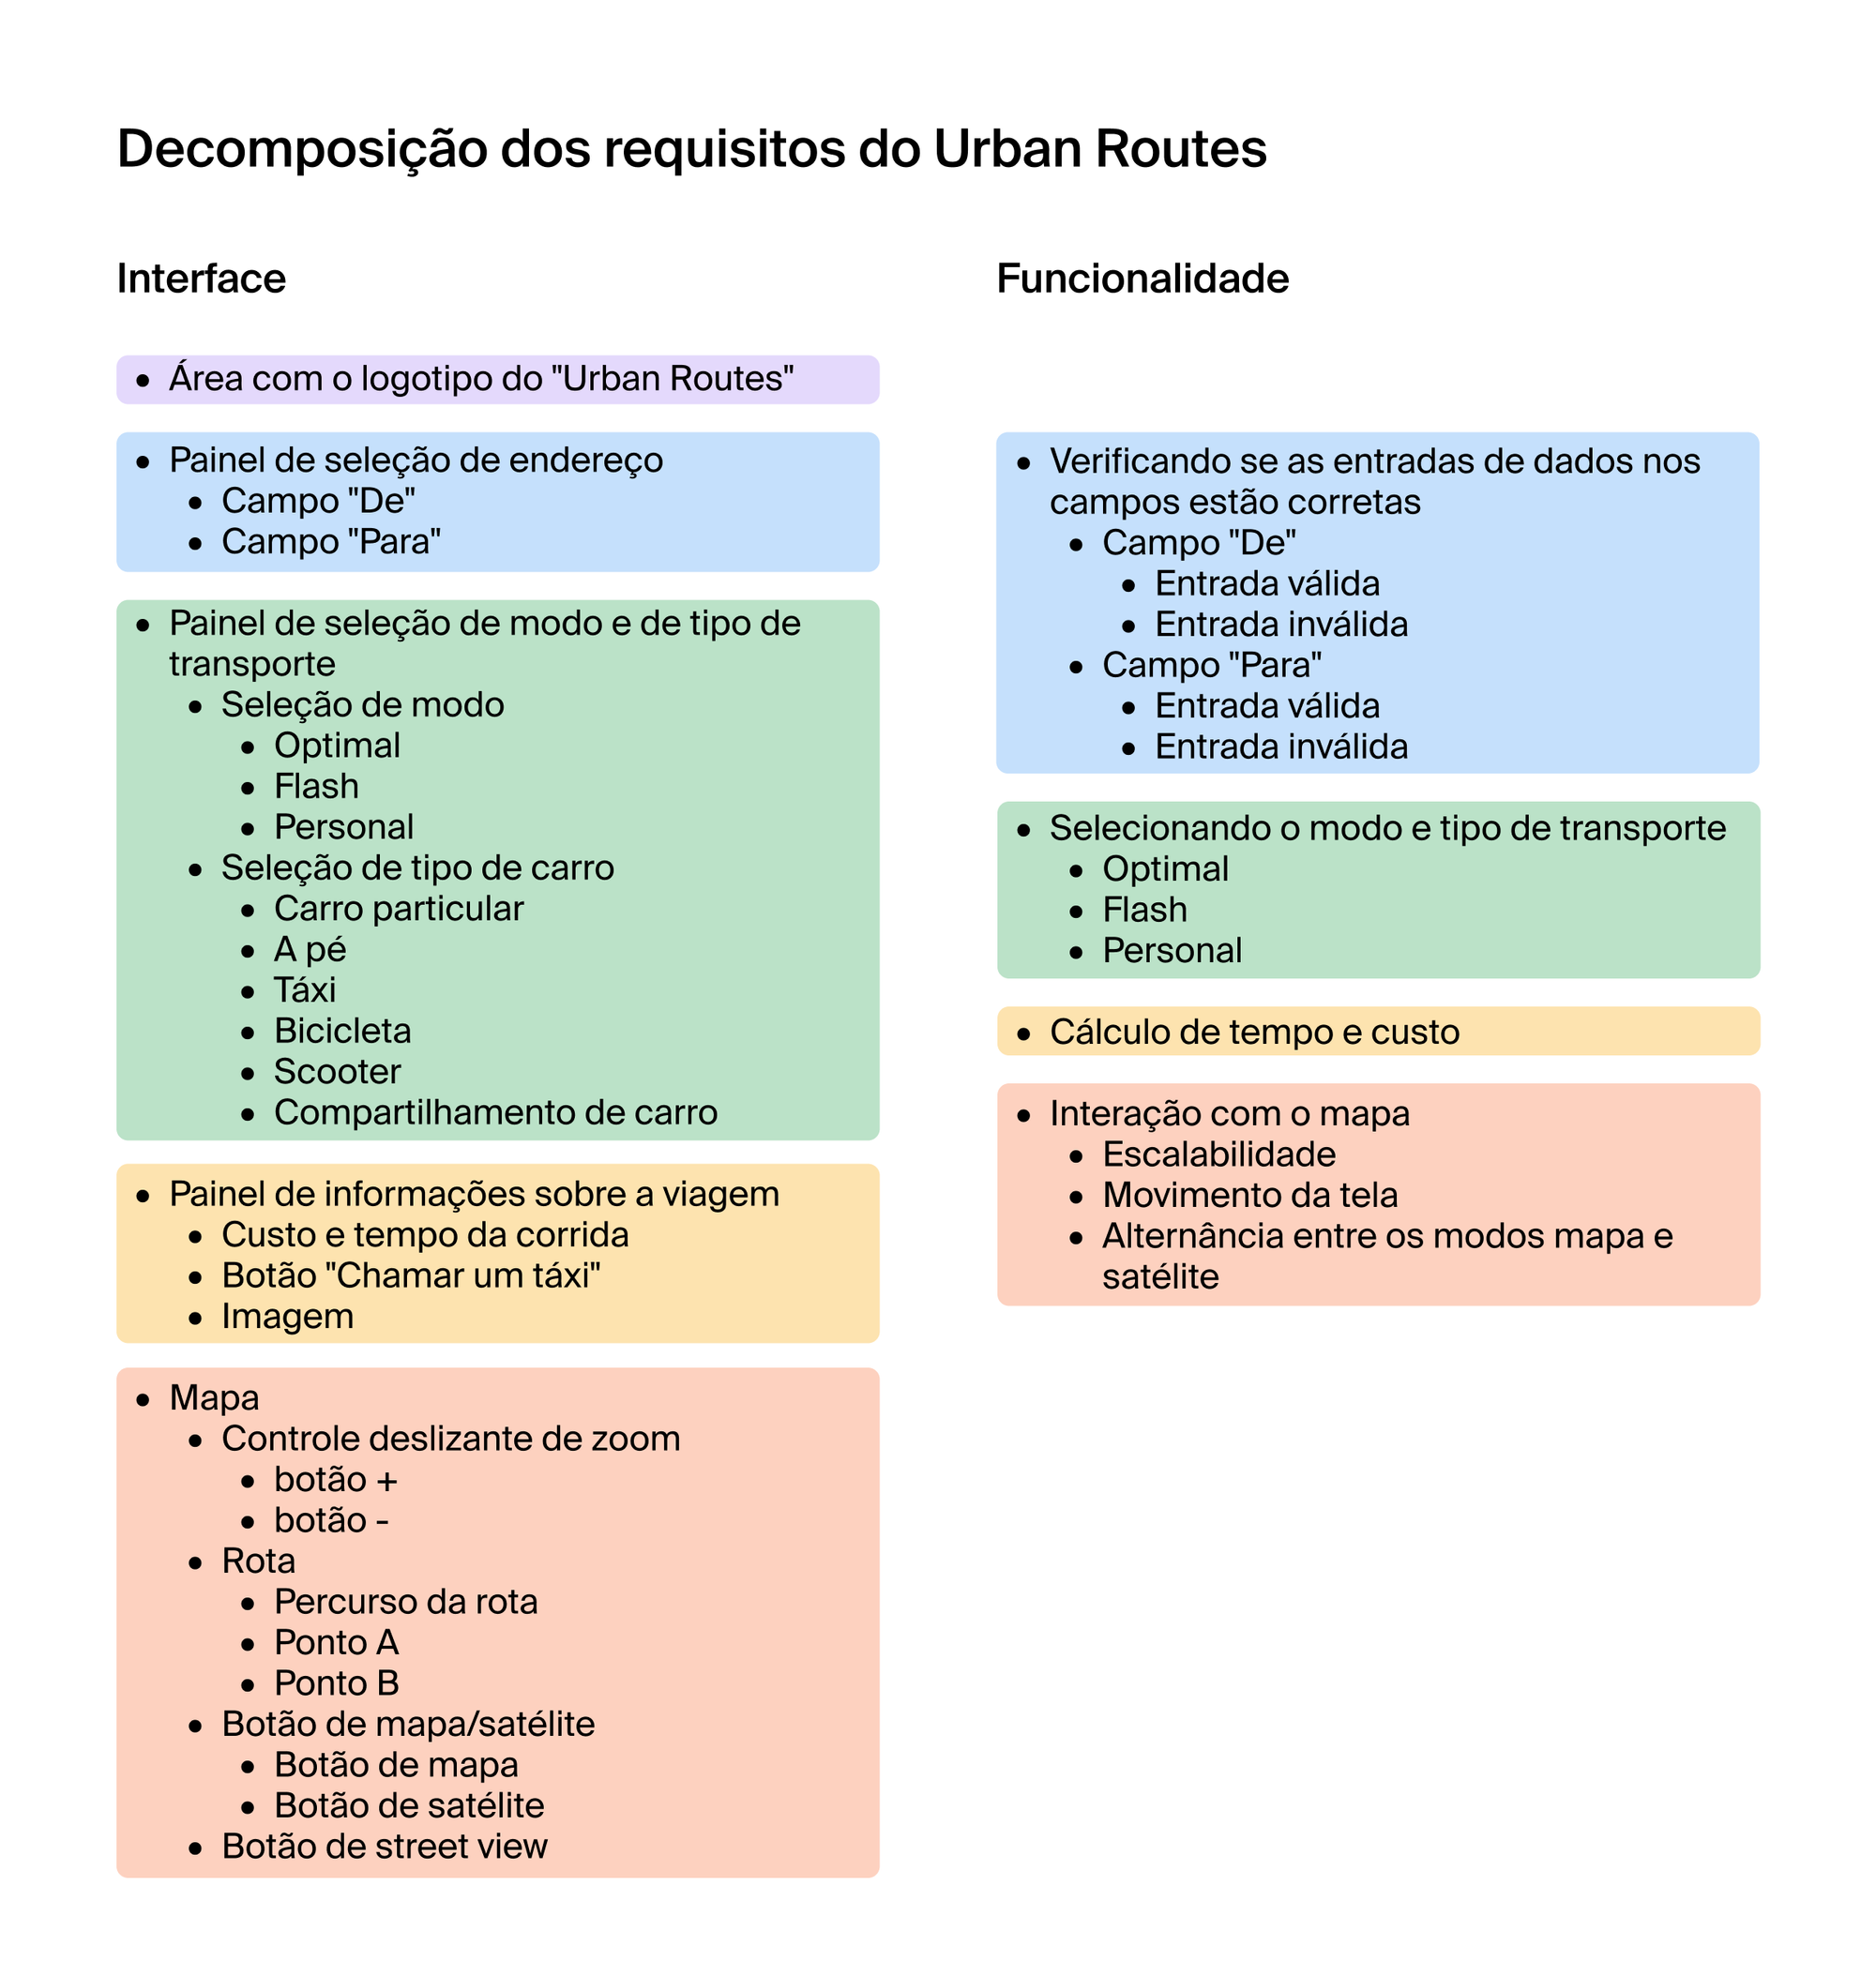 Decomposição dos requisitos do Urban Routes
Interface
• Área com o logotipo do "Urban Routes"
• Painel de seleção de endereço
• Campo "De"
• Campo "Para"
• Painel de seleção de modo e de tipo de
transporte
• Seleção de modo
• Optimal
• Flash
• Personal
• Seleção de tipo de carro
• Carro particular
• A pé
• Táxi
• Bicicleta
• Scooter
• Compartilhamento de carro
• Painel de informações sobre a viagem
• Custo e tempo da corrida
• Botão "Chamar um táxi"
• Imagem
• Mapa
• Controle deslizante de zoom
• botão +
• botão -
• Rota
• Percurso da rota
• Ponto A
• Ponto B
• Botão de mapa/satélite
• Botão de mapa
• Botão de satélite
• Botão de street view
Funcionalidade
• Verificando se as entradas de dados nos
campos estão corretas
• Campo "De"
• Entrada válida
• Entrada inválida
• Campo "Para"
• Entrada válida
• Entrada inválida
• Selecionando o modo e tipo de transporte
• Optimal
• Flash
• Personal
• Cálculo de tempo e custo
• Interação com o mapa
• Escalabilidade
• Movimento da tela
• Alternância entre os modos mapa e
satélite